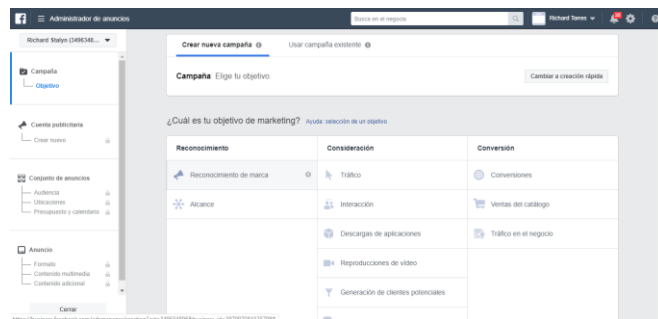 Administrador de anuncios
Busca en el negocio
Richard Torres
Richard Stalyn
Campaña
Objetivo
Cuenta publicitaria
Crear nuevo
Conjunto de anuncios
Audiencia
Ubicaciones
Presupuesto y calendario
Anuncio
Formato
Contenido multimedia
Contenido adicional
Cerrar
Crear nueva campaña
Usar campaña existente
Campaña Elige tu objetivo.
Cambiar a creación rápida
¿Cuál es tu objetivo de marketing? Ayuda: selección de un objetivo
Reconocimiento
Consideración
Conversión
Reconocimiento de marca
Tráfico
Conversiones
Alcance
Interacción
Ventas del catálogo
Descargas de aplicaciones
Tráfico en el negocio
Reproducciones de video
Generación de clientes potenciales